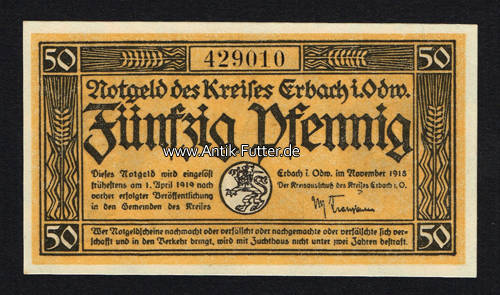 50 429010 50
Notgeld des Kreises Erbach i. Odw.
Fünfzig Pfennig
www.Antik-Futter.de
Dieses Notgeld wird eingelöst
frühestens am 1. April 1919 nach
vorher erfolgter Veröffentlichung
in den Gemeinden des Kreises
Erbach i. Odw. im November 1918
Der Kreisausschuß des Kreises Erbach i. O.
50 50
Wer Notgeldscheine nachmacht oder verfälscht oder nachgemachte oder verfälschte sich ver-
schafft und in den Verkehr bringt, wird mit Zuchthaus nicht unter zwei Jahren bestraft.